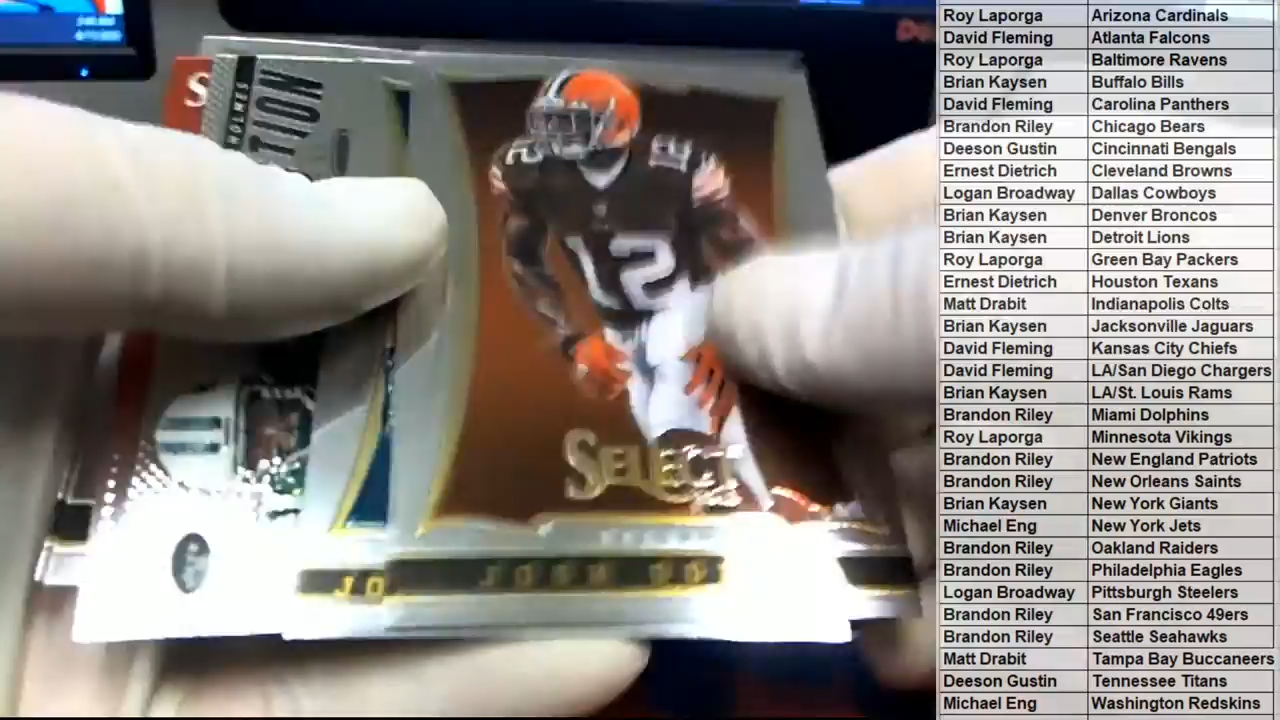 Roy Laporga Arizona Cardinals
David Fleming Atlanta Falcons
Roy Laporga Baltimore Ravens
Brian Kaysen Buffalo Bills
David Fleming Carolina Panthers
Brandon Riley Chicago Bears
Deeson Gustin Cincinnati Bengals
Ernest Dietrich Cleveland Browns
Logan Broadway Dallas Cowboys
Brian Kaysen Denver Broncos
Brian Kaysen Detroit Lions
Roy Laporga Green Bay Packers
Ernest Dietrich Houston Texans
Matt Drabit Indianapolis Colts
Brian Kaysen Jacksonville Jaguars
David Fleming Kansas City Chiefs
David Fleming LA/San Diego Chargers
Brian Kaysen LA/St. Louis Rams
Brandon Riley Miami Dolphins
Roy Laporga Minnesota Vikings
Brandon Riley New England Patriots
Brandon Riley New Orleans Saints
Brian Kaysen New York Giants
Michael Eng New York Jets
Brandon Riley Oakland Raiders
Brandon Riley Philadelphia Eagles
Logan Broadway Pittsburgh Steelers
Brandon Riley San Francisco 49ers
Brandon Riley Seattle Seahawks
Matt Drabit Tampa Bay Buccaneers
Deeson Gustin Tennessee Titans
Michael Eng Washington Redskins
S
HOLMES
TION
12
12
SELECT
JO
JOSH